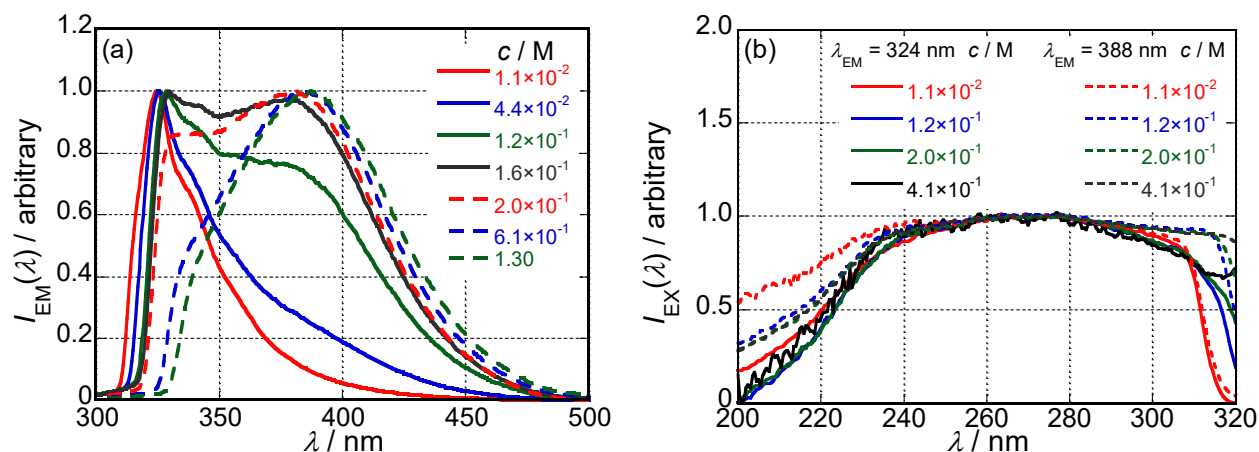 (a)
I_EM(λ) / arbitrary
1.2
1.0
0.8
0.6
0.4
0.2
0
300 350 400 450 500
λ / nm
c / M
1.1×10⁻²
4.4×10⁻²
1.2×10⁻¹
1.6×10⁻¹
2.0×10⁻¹
6.1×10⁻¹
1.30
(b)
I_EX(λ) / arbitrary
2.0
1.5
1.0
0.5
0
200 220 240 260 280 300 320
λ / nm
λ_EM = 324 nm c / M λ_EM = 388 nm c / M
1.1×10⁻² 1.1×10⁻²
1.2×10⁻¹ 1.2×10⁻¹
2.0×10⁻¹ 2.0×10⁻¹
4.1×10⁻¹ 4.1×10⁻¹